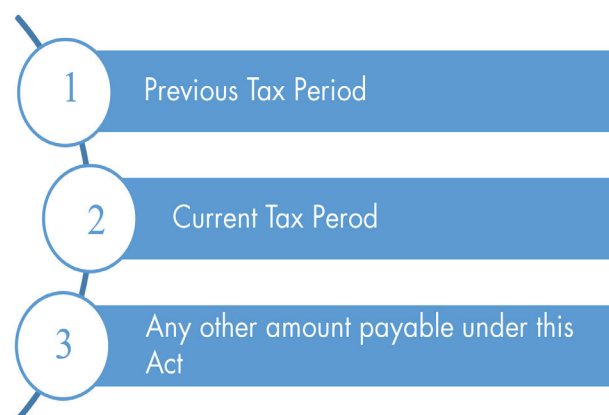 1
Previous Tax Period
2
Current Tax Perod
3
Any other amount payable under this
Act